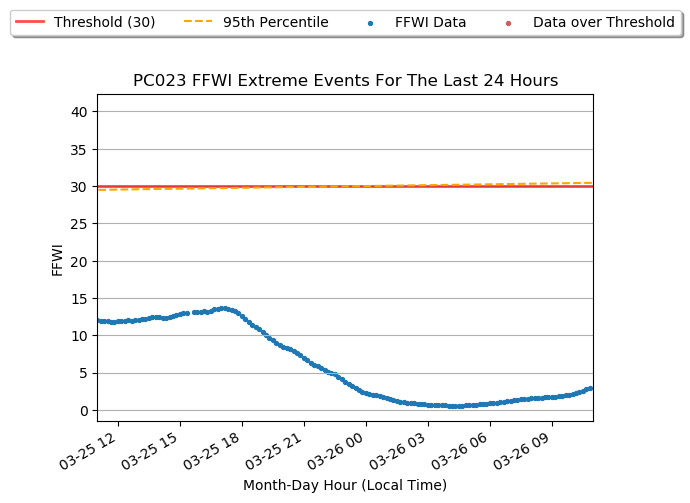 Threshold (30) 95th Percentile FFWI Data Data over Threshold
PC023 FFWI Extreme Events For The Last 24 Hours
40
35
30
25
20
15
10
5
0
FFWI
03-25 12 03-25 15 03-25 18 03-25 21 03-26 00 03-26 03 03-26 06 03-26 09
Month-Day Hour (Local Time)